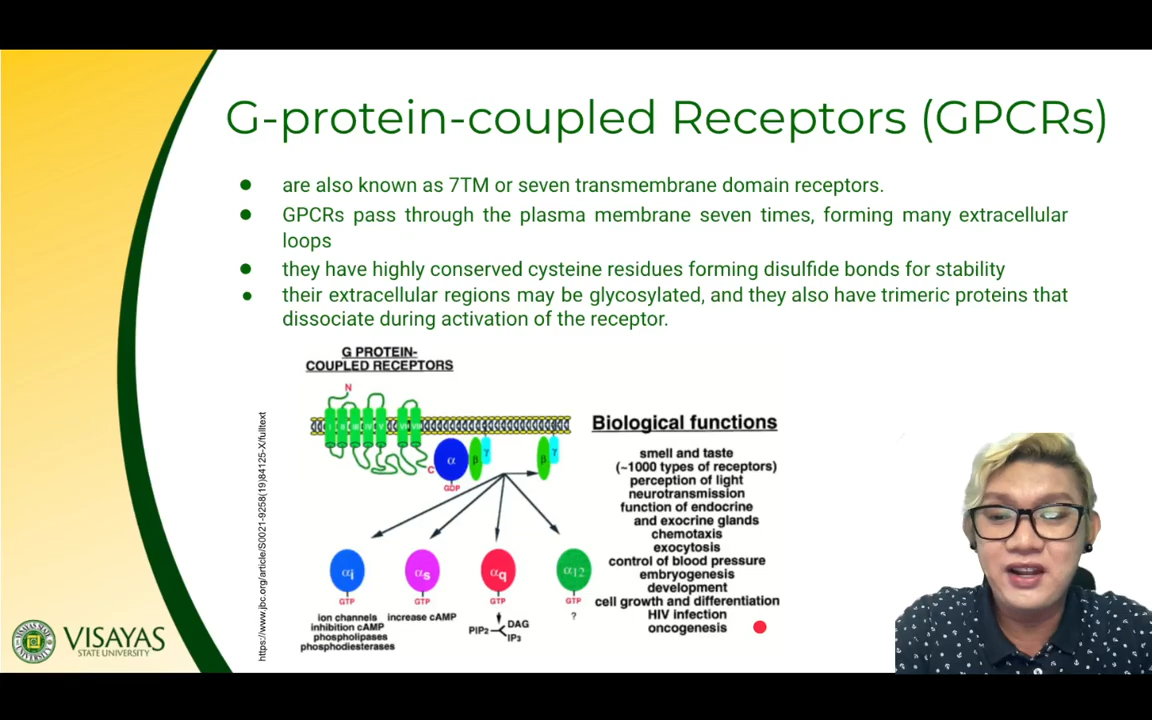 G-protein-coupled Receptors (GPCRs)
● are also known as 7TM or seven transmembrane domain receptors.
● GPCRs pass through the plasma membrane seven times, forming many extracellular
loops
● they have highly conserved cysteine residues forming disulfide bonds for stability
● their extracellular regions may be glycosylated, and they also have trimeric proteins that
dissociate during activation of the receptor.
G PROTEIN-
COUPLED RECEPTORS
N
I II III IV V VI VII
C
α β γ β γ
GDP
αi αs αq α12
GTP GTP GTP GTP
ion channels
inhibition cAMP
phospholipases
phosphodiesterases
increase cAMP
PIP2
DAG
IP3
?
Biological functions
smell and taste
(~1000 types of receptors)
perception of light
neurotransmission
function of endocrine
and exocrine glands
chemotaxis
exocytosis
control of blood pressure
embryogenesis
development
cell growth and differentiation
HIV infection
oncogenesis
https://www.jbc.org/article/S0021-9258(19)84125-X/fulltext
VISAYAS
STATE UNIVERSITY